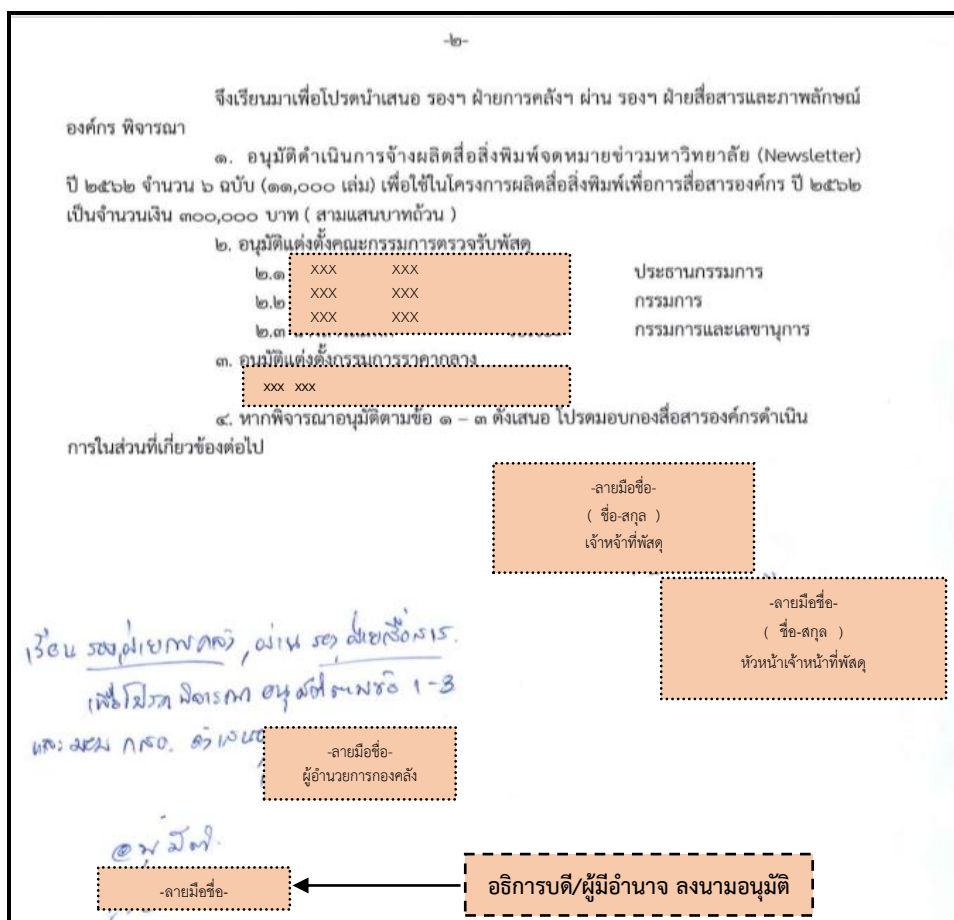 -๒-
จึงเรียนมาเพื่อโปรดนำเสนอ รองฯ ฝ่ายการคลังฯ ผ่าน รองฯ ฝ่ายสื่อสารและภาพลักษณ์
องค์กร พิจารณา
๑. อนุมัติดำเนินการจ้างผลิตสื่อสิ่งพิมพ์จดหมายข่าวมหาวิทยาลัย (Newsletter)
ปี ๒๕๖๒ จำนวน ๖ ฉบับ (๑๑,๐๐๐ เล่ม) เพื่อใช้ในโครงการผลิตสื่อสิ่งพิมพ์เพื่อการสื่อสารองค์กร ปี ๒๕๖๒
เป็นจำนวนเงิน ๓๐๐,๐๐๐ บาท ( สามแสนบาทถ้วน )
๒. อนุมัติแต่งตั้งคณะกรรมการตรวจรับพัสดุ
๒.๑ XXX XXX ประธานกรรมการ
๒.๒ XXX XXX กรรมการ
๒.๓ XXX XXX กรรมการและเลขานุการ
๓. อนุมัติแต่งตั้งกรรมการราคากลาง
xxx xxx
๔. หากพิจารณาอนุมัติตามข้อ ๑ – ๓ ดังเสนอ โปรดมอบกองสื่อสารองค์กรดำเนิน
การในส่วนที่เกี่ยวข้องต่อไป
-ลายมือชื่อ-
( ชื่อ-สกุล )
เจ้าหจ้าที่พัสดุ
-ลายมือชื่อ-
( ชื่อ-สกุล )
หัวหน้าเจ้าหน้าที่พัสดุ
เรียน รองฯฝ่ายการคลังฯ, ผ่าน รองฯ ฝ่ายสื่อสาร.
เพื่อโปรดพิจารณา อนุมัติตามข้อ 1-3
และมอบ กสอ. ดังเสนอ
-ลายมือชื่อ-
ผู้อำนวยการกองคลัง
อนุมัติ.
-ลายมือชื่อ-
อธิการบดี/ผู้มีอำนาจ ลงนามอนุมัติ